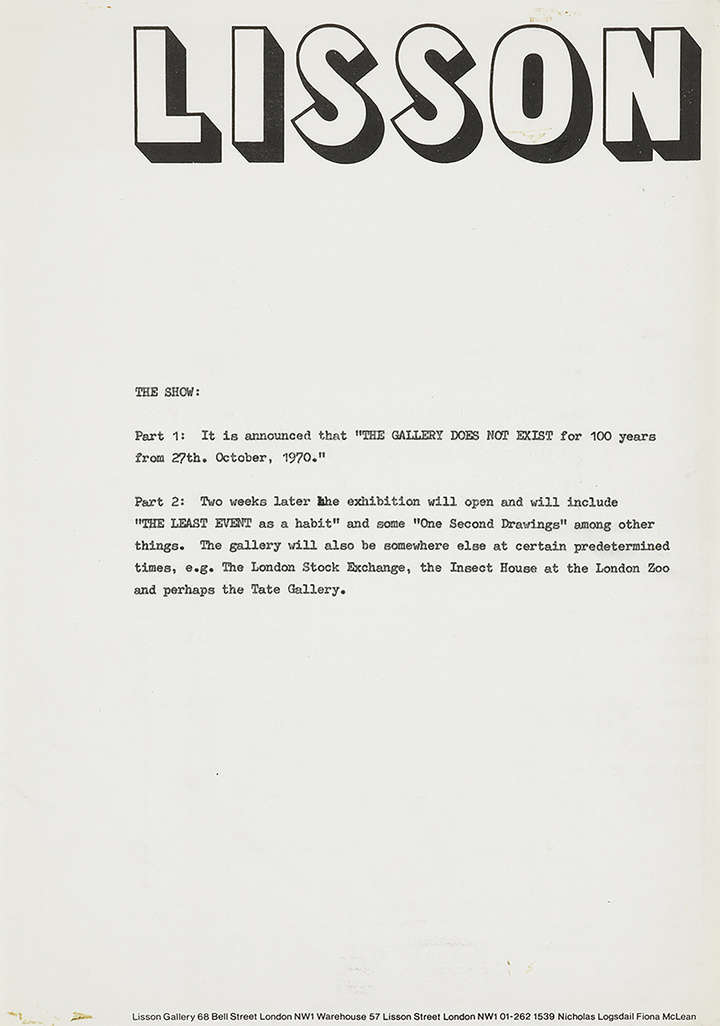 LISSON
THE SHOW:
Part 1: It is announced that "THE GALLERY DOES NOT EXIST for 100 years
from 27th. October, 1970."
Part 2: Two weeks later the exhibition will open and will include
"THE LEAST EVENT as a habit" and some "One Second Drawings" among other
things. The gallery will also be somewhere else at certain predetermined
times, e.g. The London Stock Exchange, the Insect House at the London Zoo
and perhaps the Tate Gallery.
Lisson Gallery 68 Bell Street London NW1 Warehouse 57 Lisson Street London NW1 01-262 1539 Nicholas Logsdail Fiona McLean